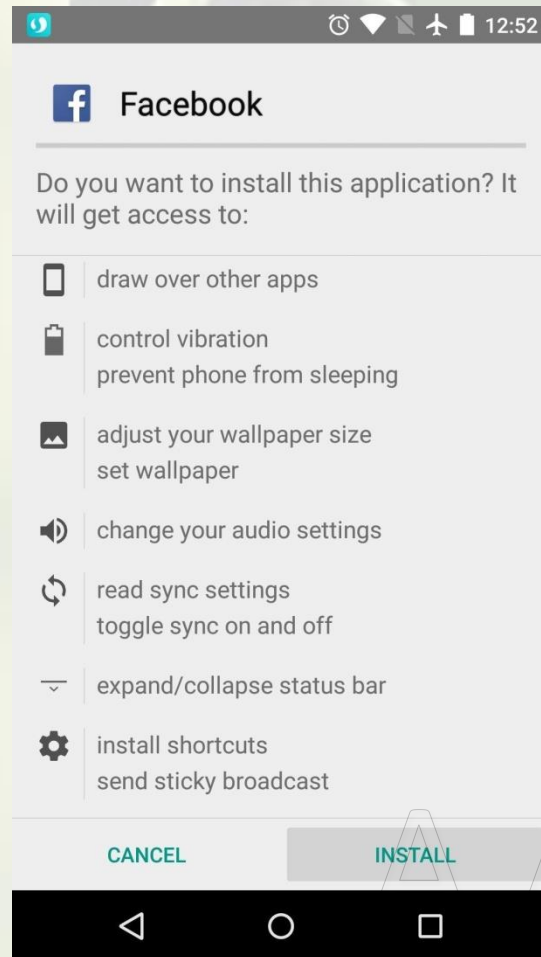 12:52
Facebook
Do you want to install this application? It
will get access to:
draw over other apps
control vibration
prevent phone from sleeping
adjust your wallpaper size
set wallpaper
change your audio settings
read sync settings
toggle sync on and off
expand/collapse status bar
install shortcuts
send sticky broadcast
CANCEL INSTALL